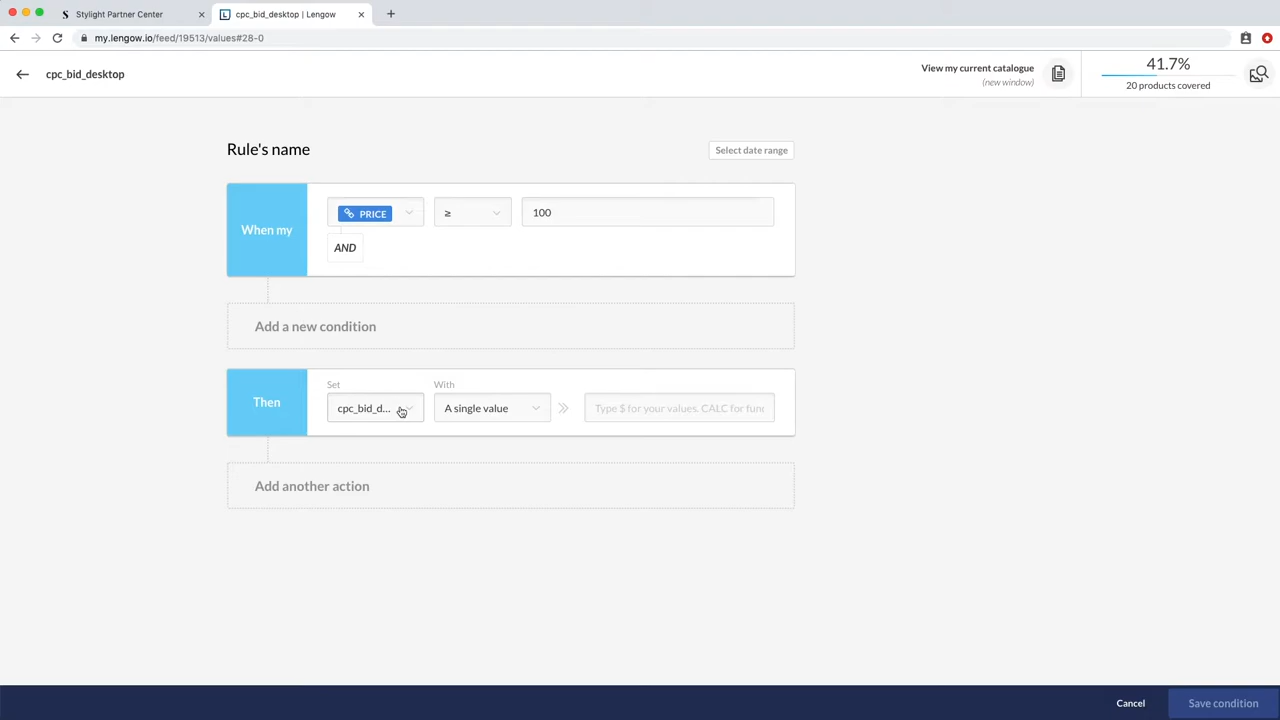 Stylight Partner Center
cpc_bid_desktop | Lengow
my.lengow.io/feed/19513/values#28-0
cpc_bid_desktop
View my current catalogue
(new window)
41.7%
20 products covered
Rule's name
Select date range
When my
PRICE
≥
100
AND
Add a new condition
Then
Set
With
cpc_bid_d...
A single value
Type $ for your values. CALC for func
Add another action
Cancel
Save condition